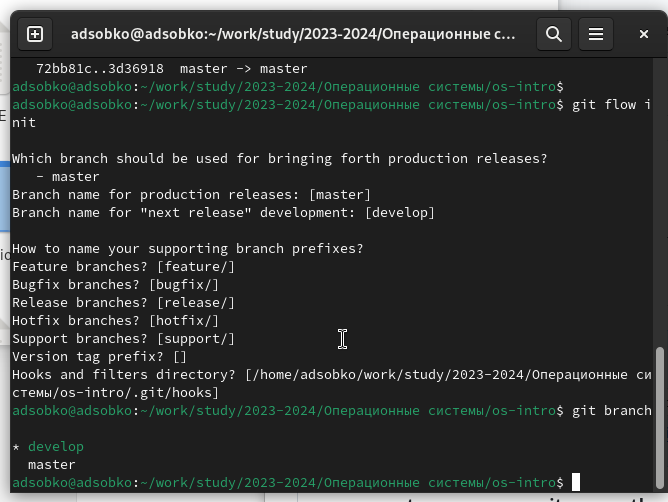 adsobko@adsobko:~/work/study/2023-2024/Операционные с...
72bb81c..3d36918  master -> master
adsobko@adsobko:~/work/study/2023-2024/Операционные системы/os-intro$
adsobko@adsobko:~/work/study/2023-2024/Операционные системы/os-intro$ git flow i
nit
Which branch should be used for bringing forth production releases?
   - master
Branch name for production releases: [master]
Branch name for "next release" development: [develop]
How to name your supporting branch prefixes?
Feature branches? [feature/]
Bugfix branches? [bugfix/]
Release branches? [release/]
Hotfix branches? [hotfix/]
Support branches? [support/]
Version tag prefix? []
Hooks and filters directory? [/home/adsobko/work/study/2023-2024/Операционные си
стемы/os-intro/.git/hooks]
adsobko@adsobko:~/work/study/2023-2024/Операционные системы/os-intro$ git branch
* develop
  master
adsobko@adsobko:~/work/study/2023-2024/Операционные системы/os-intro$